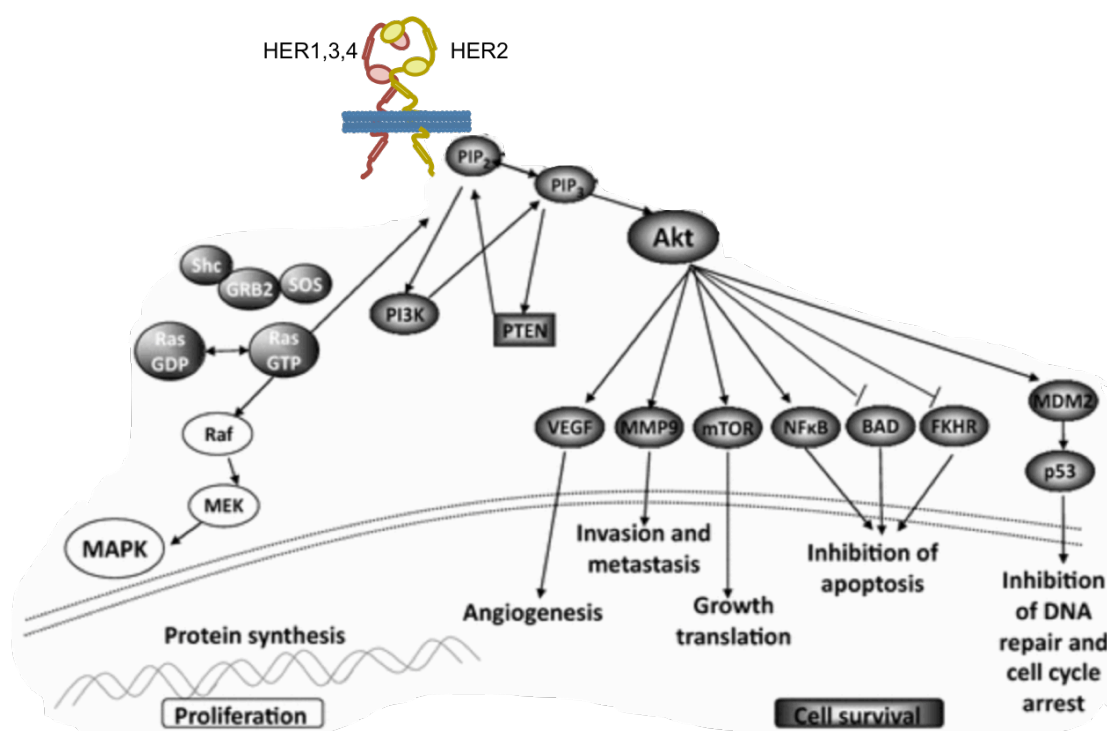 HER1,3,4
HER2
PIP2
PIP3
Akt
Shc
GRB2
SOS
PI3K
PTEN
Ras
GDP
Ras
GTP
Raf
MEK
MAPK
VEGF
MMP9
mTOR
NFκB
BAD
FKHR
MDM2
p53
Invasion and
metastasis
Inhibition of
apoptosis
Angiogenesis
Growth
translation
Inhibition
of DNA
repair and
cell cycle
arrest
Protein synthesis
Proliferation
Cell survival